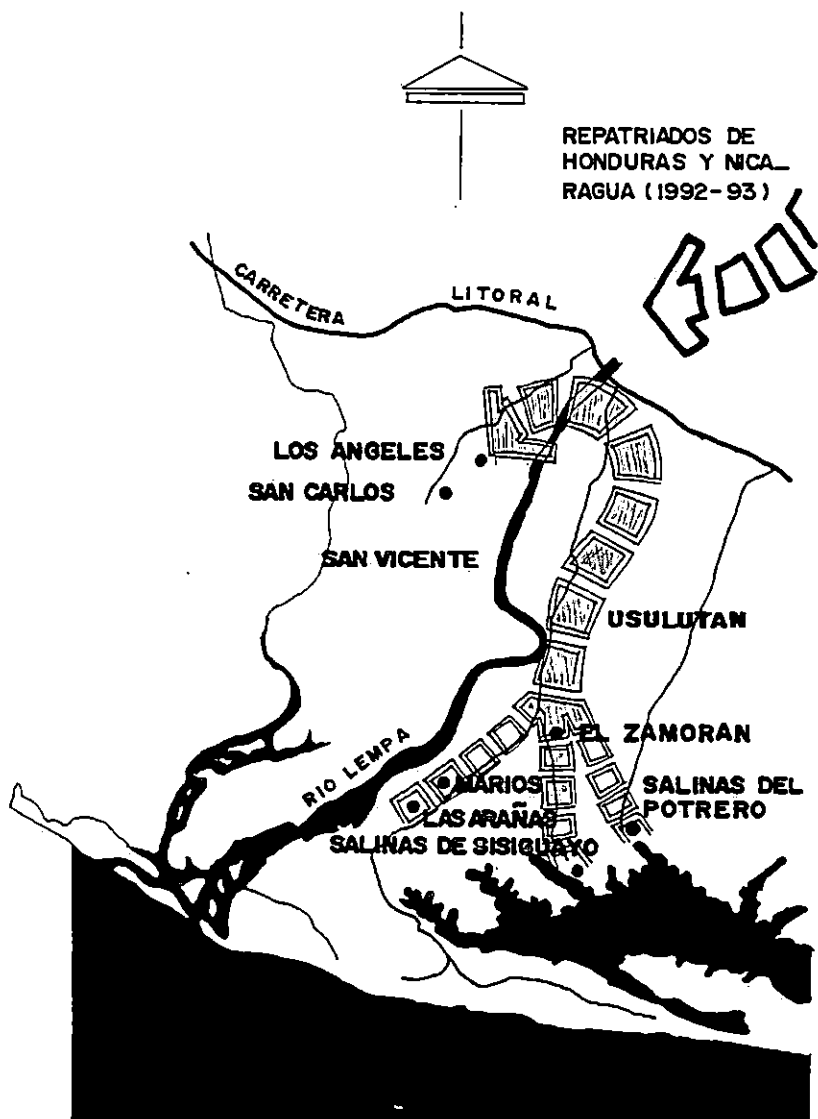 REPATRIADOS DE
HONDURAS Y NICA_
RAGUA (1992-93)
CARRETERA LITORAL
LOS ANGELES
SAN CARLOS
SAN VICENTE
USULUTAN
EL ZAMORAN
RIO LEMPA
MARIOS
SALINAS DEL
POTRERO
LAS ARAÑAS
SALINAS DE SISIGUAYO